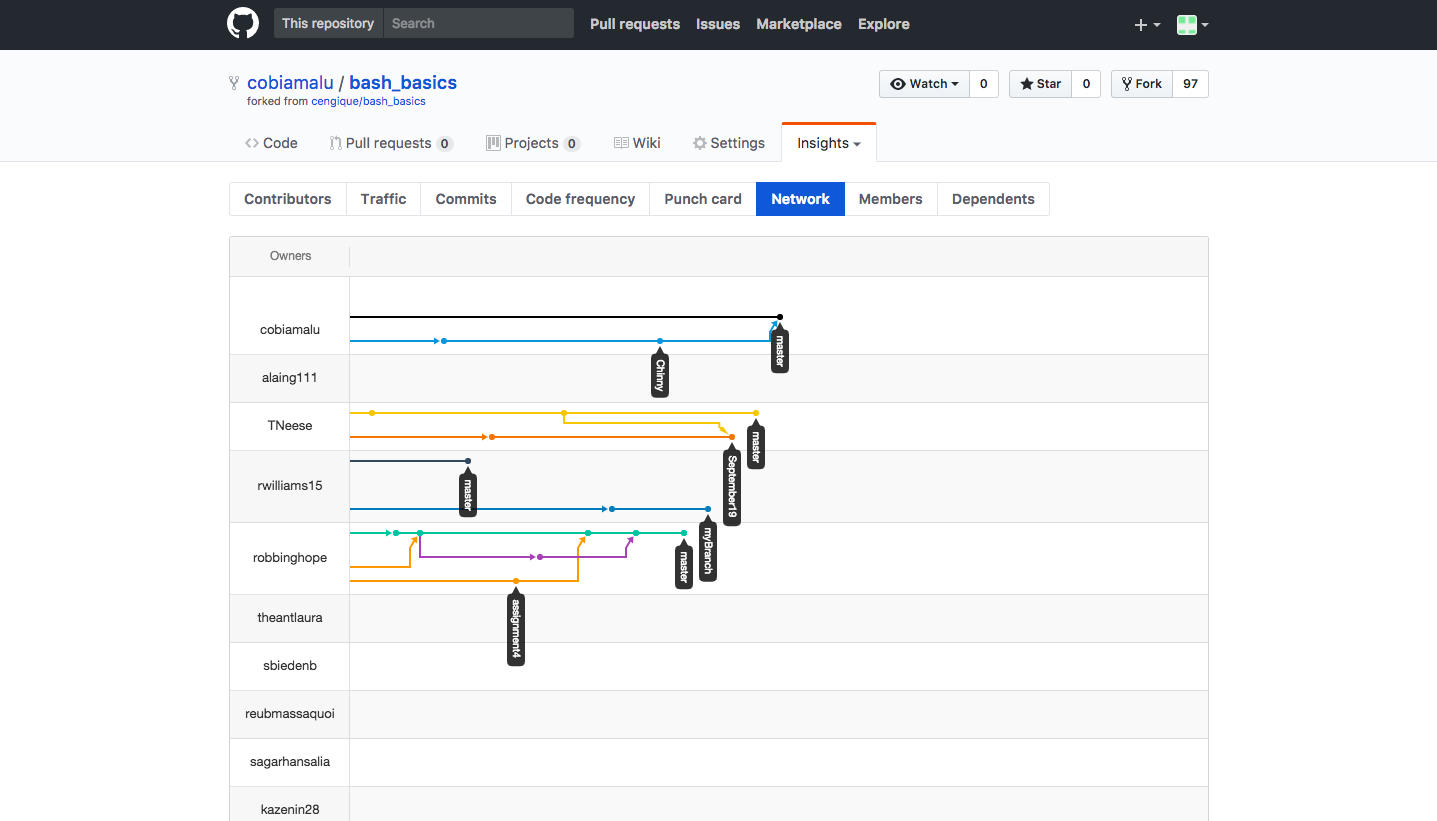 This repository Search Pull requests Issues Marketplace Explore
cobiamalu / bash_basics
Watch 0 Star 0 Fork 97
forked from cengique/bash_basics
Code Pull requests 0 Projects 0 Wiki Settings Insights
Contributors Traffic Commits Code frequency Punch card Network Members Dependents
Owners
cobiamalu
master
Chinny
alaing111
TNeese
master
September19
rwilliams15
master
myBranch
robbinghope
master
assignment4
theantlaura
sbiedenb
reubmassaquoi
sagarhansalia
kazenin28